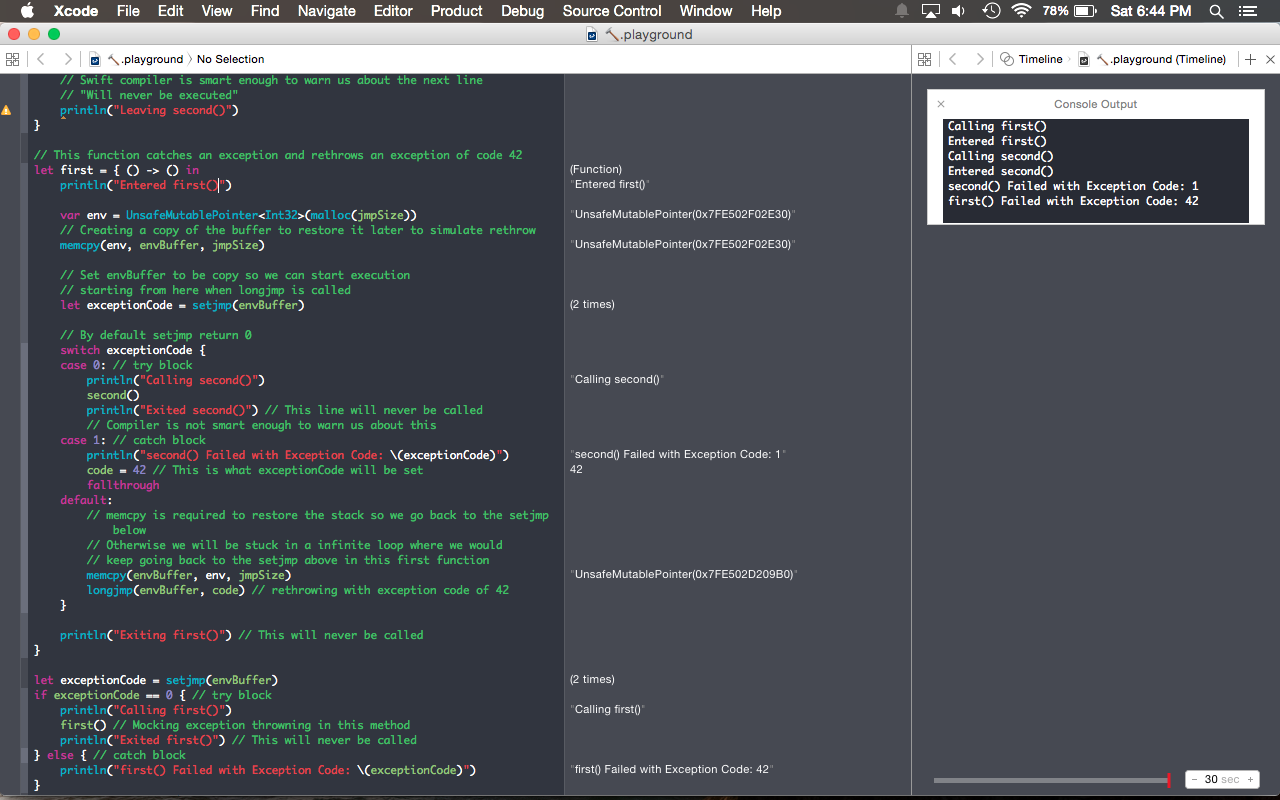 Xcode File Edit View Find Navigate Editor Product Debug Source Control Window Help 78% Sat 6:44 PM
.playground
.playground 〉 No Selection
Timeline 〉 .playground (Timeline)
// Swift compiler is smart enough to warn us about the next line
// "Will never be executed"
println("Leaving second()")
}
// This function catches an exception and rethrows an exception of code 42
let first = { () -> () in
(Function)
println("Entered first()")
"Entered first()"
var env = UnsafeMutablePointer<Int32>(malloc(jmpSize))
"UnsafeMutablePointer(0x7FE502F02E30)"
// Creating a copy of the buffer to restore it later to simulate rethrow
memcpy(env, envBuffer, jmpSize)
"UnsafeMutablePointer(0x7FE502F02E30)"
// Set envBuffer to be copy so we can start execution
// starting from here when longjmp is called
let exceptionCode = setjmp(envBuffer)
(2 times)
// By default setjmp return 0
switch exceptionCode {
case 0: // try block
println("Calling second()")
"Calling second()"
second()
println("Exited second()") // This line will never be called
// Compiler is not smart enough to warn us about this
case 1: // catch block
println("second() Failed with Exception Code: \(exceptionCode)")
"second() Failed with Exception Code: 1"
code = 42 // This is what exceptionCode will be set
42
fallthrough
default:
// memcpy is required to restore the stack so we go back to the setjmp
below
// Otherwise we will be stuck in a infinite loop where we would
// keep going back to the setjmp above in this first function
memcpy(envBuffer, env, jmpSize)
"UnsafeMutablePointer(0x7FE502D209B0)"
longjmp(envBuffer, code) // rethrowing with exception code of 42
}
println("Exiting first()") // This will never be called
}
let exceptionCode = setjmp(envBuffer)
(2 times)
if exceptionCode == 0 { // try block
println("Calling first()")
"Calling first()"
first() // Mocking exception throwning in this method
println("Exited first()") // This will never be called
} else { // catch block
println("first() Failed with Exception Code: \(exceptionCode)")
"first() Failed with Exception Code: 42"
}
Console Output
Calling first()
Entered first()
Calling second()
Entered second()
second() Failed with Exception Code: 1
first() Failed with Exception Code: 42
- 30 sec +